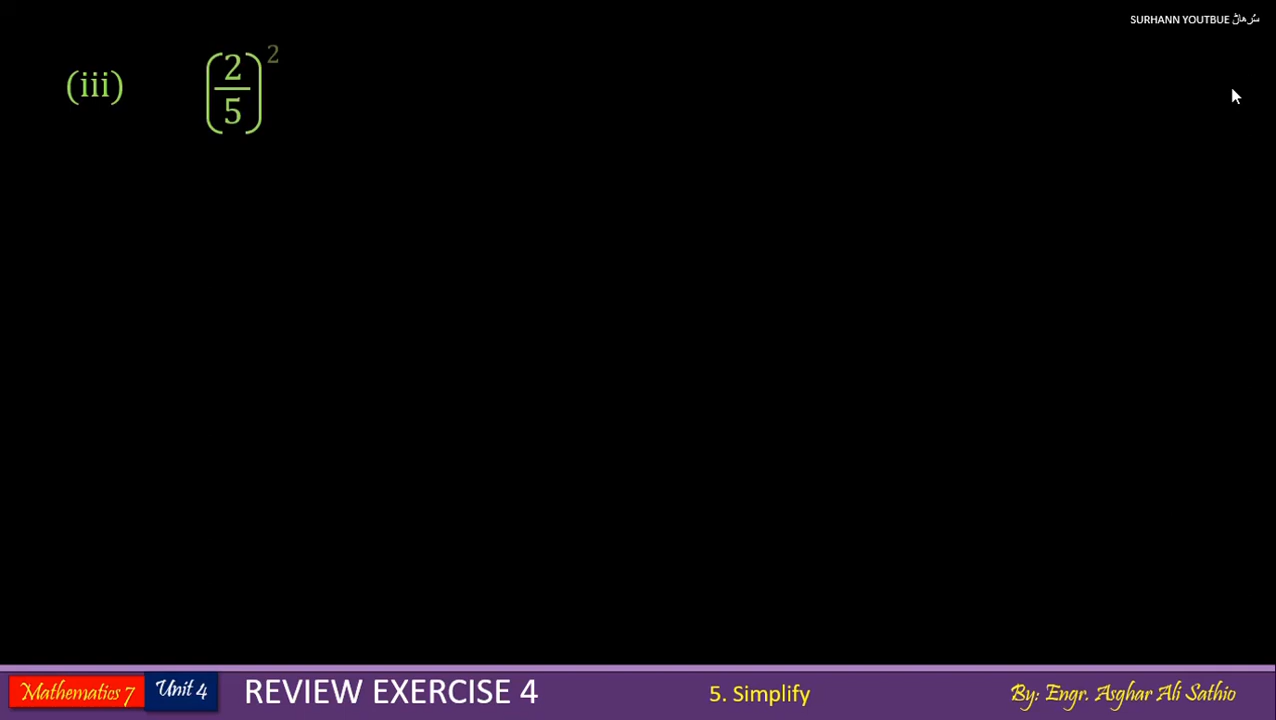 SURHANN YOUTBUE سُرهاڻ
(iii) (2/5)²
Mathematics 7 Unit 4 REVIEW EXERCISE 4 5. Simplify By: Engr. Asghar Ali Sathio